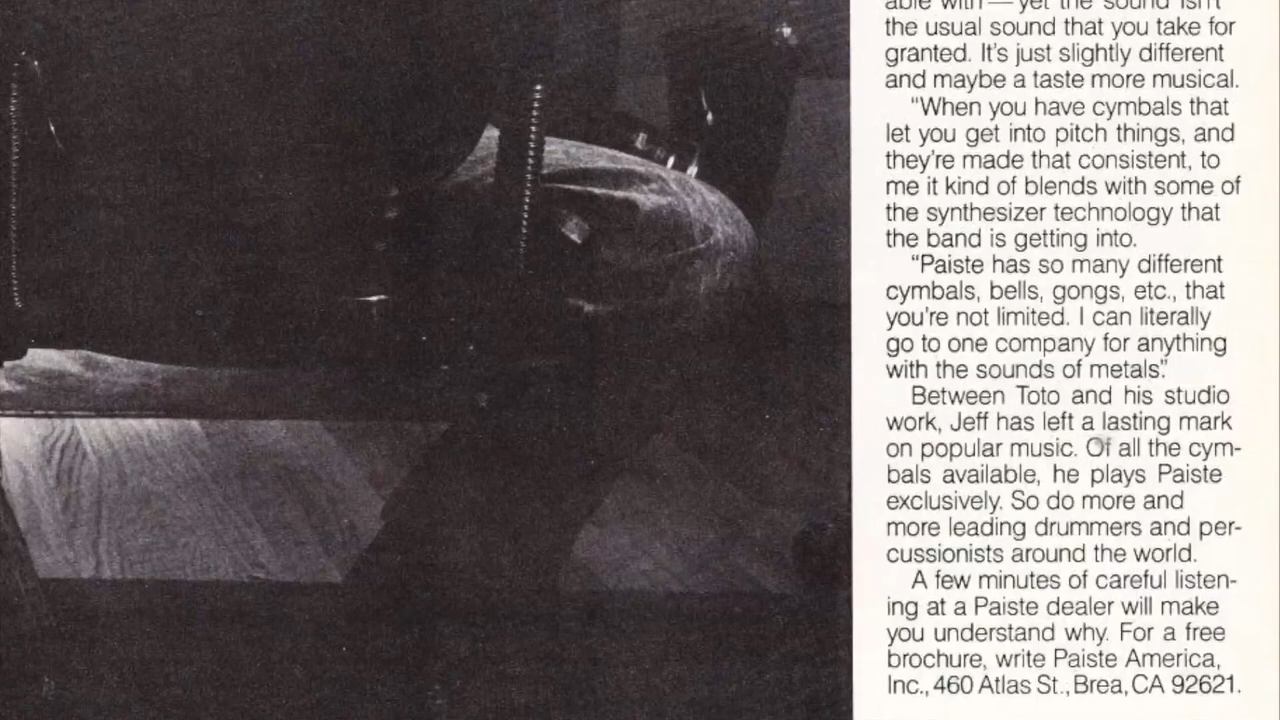 able with—yet the sound isn't
the usual sound that you take for
granted. It's just slightly different
and maybe a taste more musical.
"When you have cymbals that
let you get into pitch things, and
they're made that consistent, to
me it kind of blends with some of
the synthesizer technology that
the band is getting into.
"Paiste has so many different
cymbals, bells, gongs, etc., that
you're not limited. I can literally
go to one company for anything
with the sounds of metals."
Between Toto and his studio
work, Jeff has left a lasting mark
on popular music. Of all the cym-
bals available, he plays Paiste
exclusively. So do more and
more leading drummers and per-
cussionists around the world.
A few minutes of careful listen-
ing at a Paiste dealer will make
you understand why. For a free
brochure, write Paiste America,
Inc., 460 Atlas St., Brea, CA 92621.